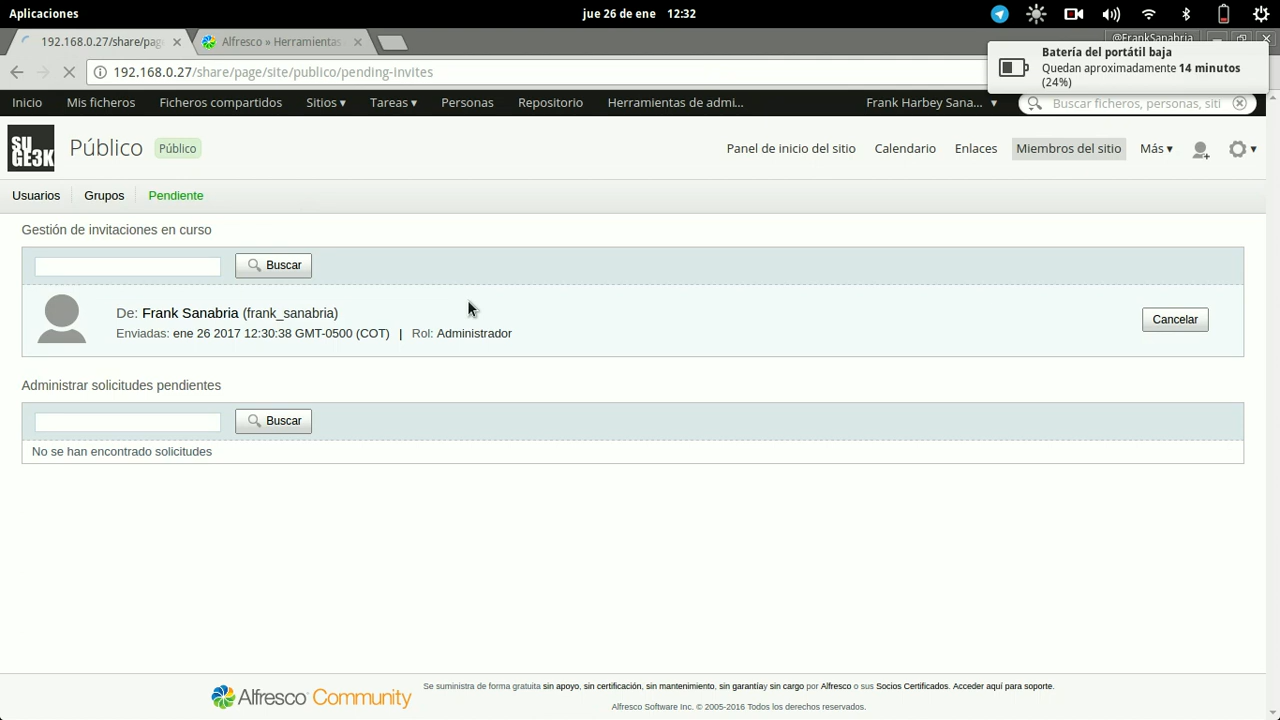 Aplicaciones
jue 26 de ene 12:32
192.168.0.27/share/pag
Alfresco » Herramientas
@FrankSanabria
192.168.0.27/share/page/site/publico/pending-invites
Batería del portátil baja
Quedan aproximadamente 14 minutos
(24%)
Inicio Mis ficheros Ficheros compartidos Sitios ▾ Tareas ▾ Personas Repositorio Herramientas de admi... Frank Harbey Sana... ▾ Buscar ficheros, personas, siti
SU
GE3K
Público Público
Panel de inicio del sitio Calendario Enlaces Miembros del sitio Más ▾
Usuarios Grupos Pendiente
Gestión de invitaciones en curso
Buscar
De: Frank Sanabria (frank_sanabria)
Enviadas: ene 26 2017 12:30:38 GMT-0500 (COT) | Rol: Administrador
Cancelar
Administrar solicitudes pendientes
Buscar
No se han encontrado solicitudes
Alfresco Community
Se suministra de forma gratuita sin apoyo, sin certificación, sin mantenimiento, sin garantíay sin cargo por Alfresco o sus Socios Certificados. Acceder aquí para soporte.
Alfresco Software Inc. © 2005-2016 Todos los derechos reservados.